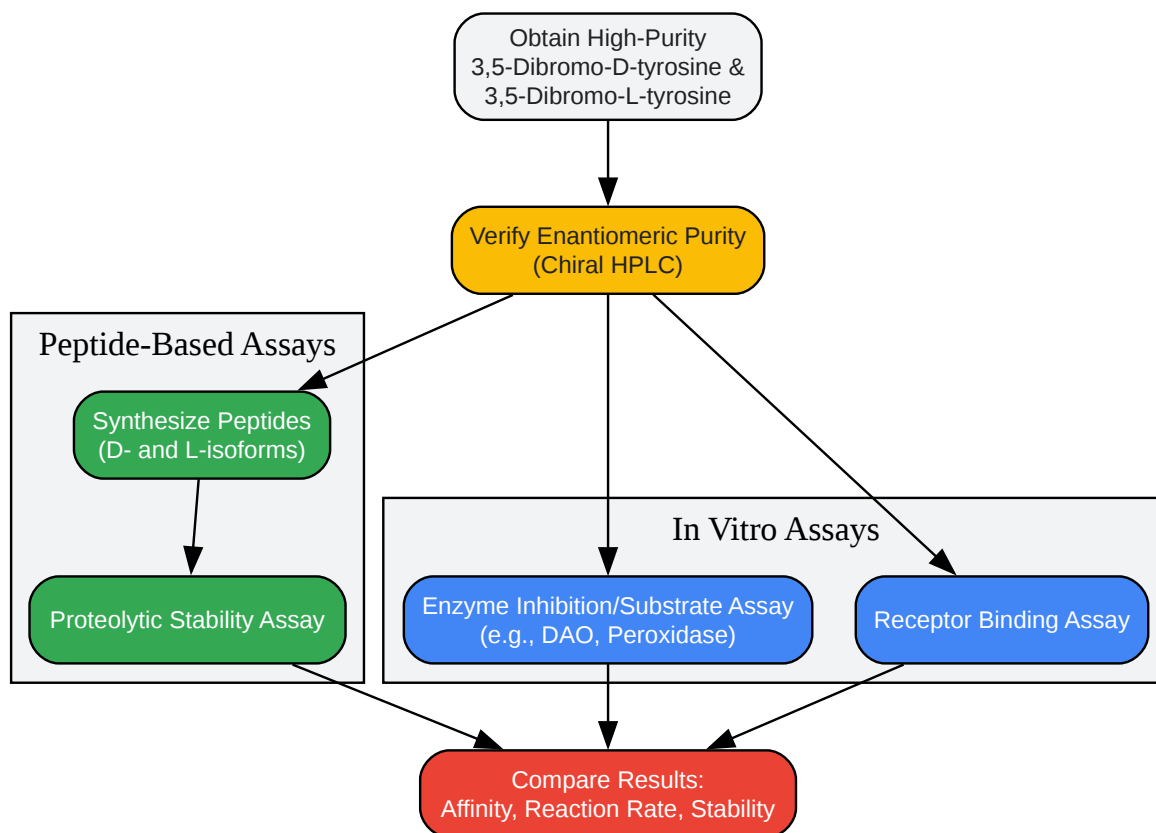 Obtain High-Purity
3,5-Dibromo-D-tyrosine &
3,5-Dibromo-L-tyrosine
Verify Enantiomeric Purity
(Chiral HPLC)
Peptide-Based Assays
Synthesize Peptides
(D- and L-isoforms)
Proteolytic Stability Assay
In Vitro Assays
Enzyme Inhibition/Substrate Assay
(e.g., DAO, Peroxidase)
Receptor Binding Assay
Compare Results:
Affinity, Reaction Rate, Stability